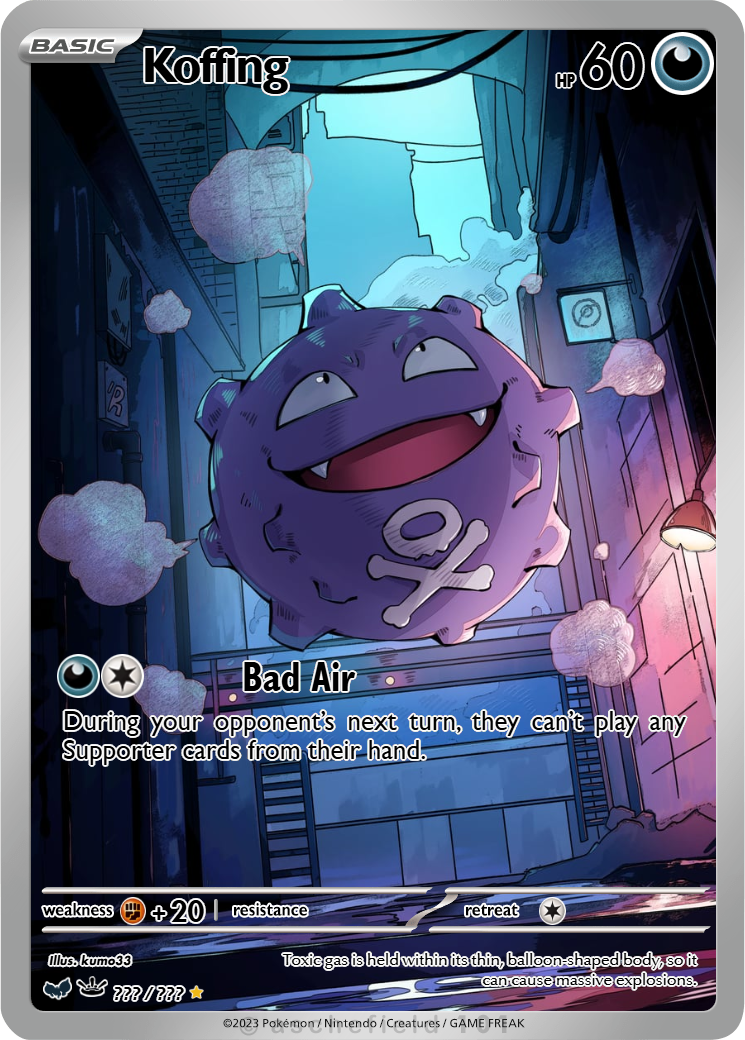 BASIC
Koffing
HP 60
Bad Air
During your opponent's next turn, they can't play any
Supporter cards from their hand.
weakness +20 resistance retreat
Illus. kumo33
Toxic gas is held within its thin, balloon-shaped body, so it
can cause massive explosions.
??? / ???
©2023 Pokémon / Nintendo / Creatures / GAME FREAK